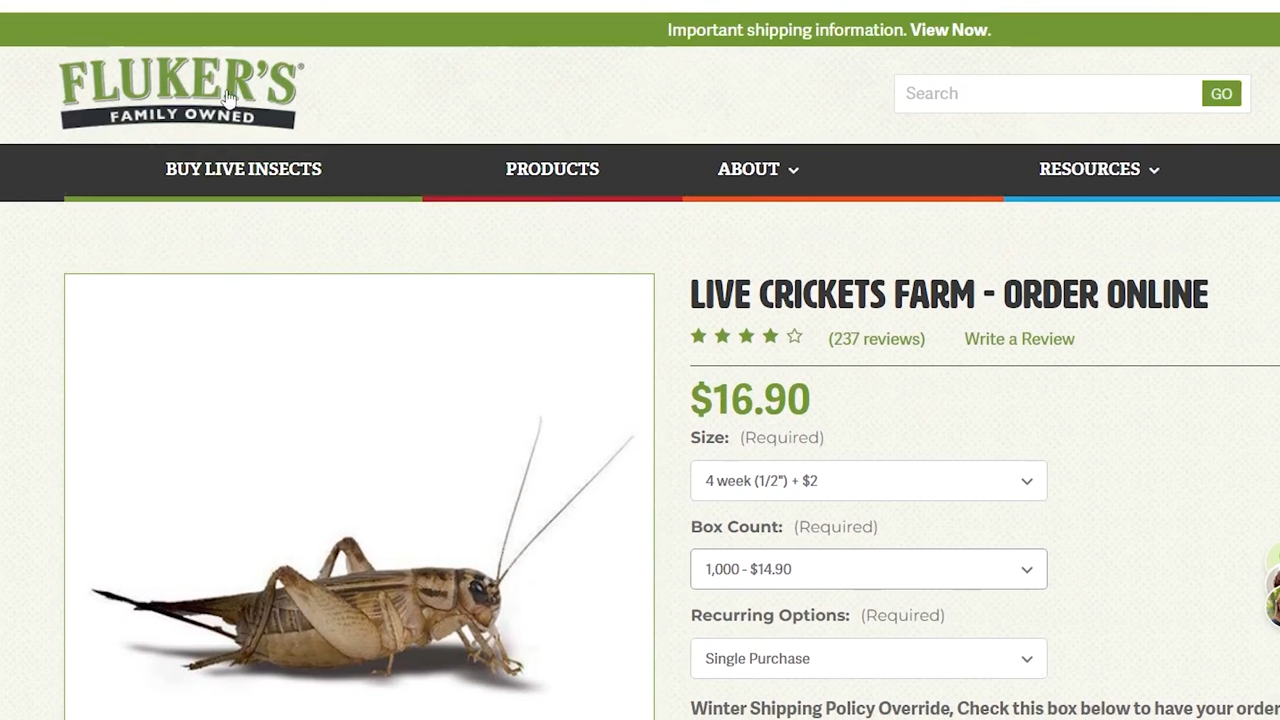 Important shipping information. View Now.
FLUKER'S®
FAMILY OWNED
Search
GO
BUY LIVE INSECTS
PRODUCTS
ABOUT
RESOURCES
LIVE CRICKETS FARM - ORDER ONLINE
(237 reviews)
Write a Review
$16.90
Size: (Required)
4 week (1/2") + $2
Box Count: (Required)
1,000 - $14.90
Recurring Options: (Required)
Single Purchase
Winter Shipping Policy Override, Check this box below to have your order